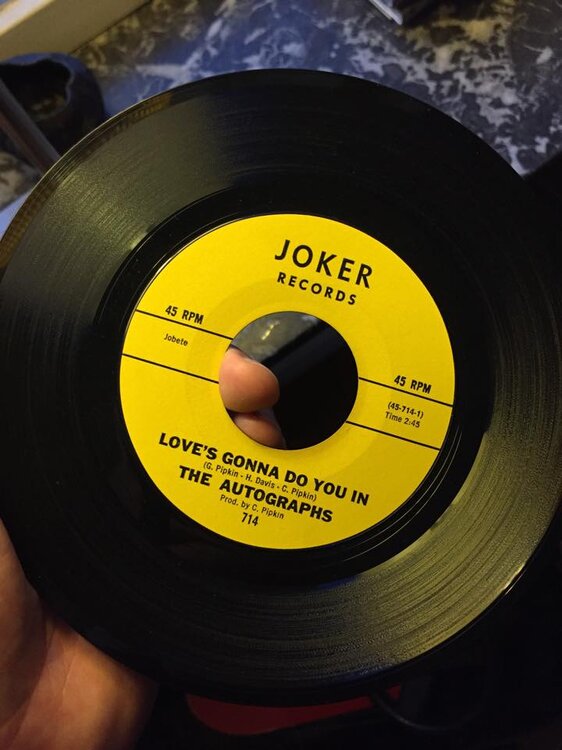 JOKER
RECORDS
45 RPM
Jobete
45 RPM
(45-714-1)
Time 2:45
LOVE'S GONNA DO YOU IN
(G. Pipkin - H. Davis - C. Pipkin)
THE AUTOGRAPHS
Prod. by C. Pipkin
714